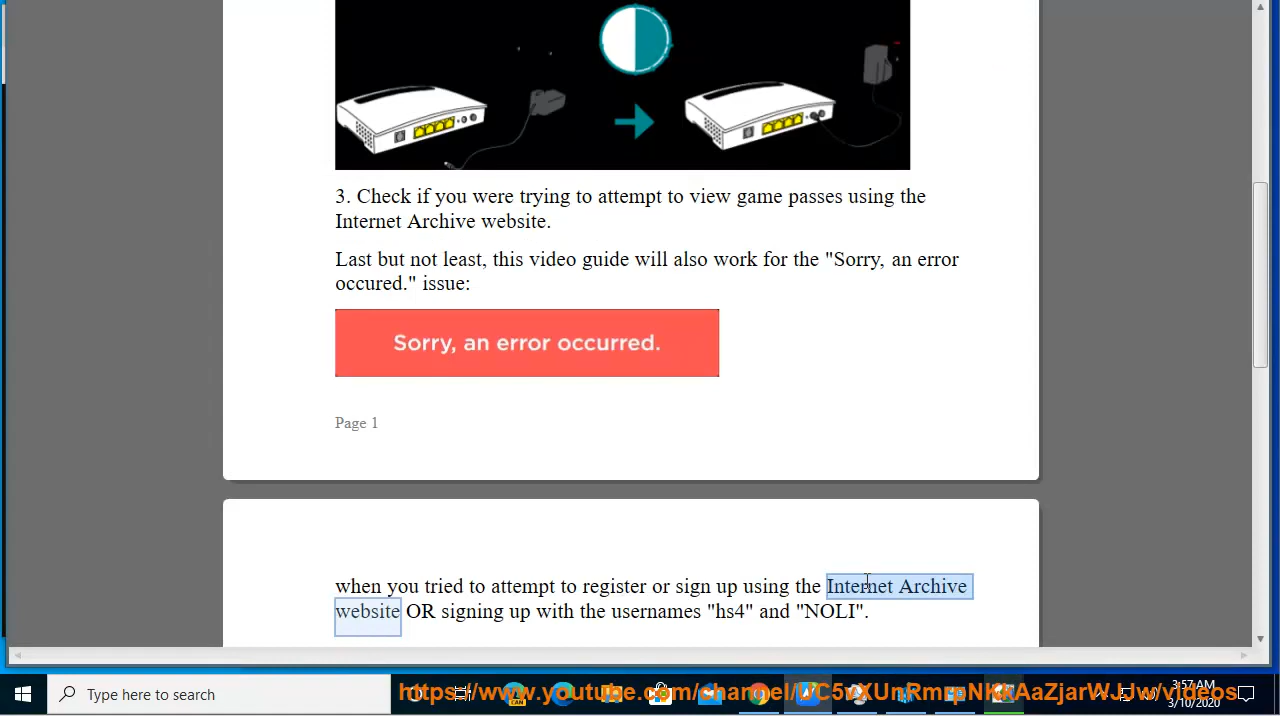 3. Check if you were trying to attempt to view game passes using the
Internet Archive website.
Last but not least, this video guide will also work for the "Sorry, an error
occured." issue:
Sorry, an error occurred.
Page 1
when you tried to attempt to register or sign up using the Internet Archive
website OR signing up with the usernames "hs4" and "NOLI".
Type here to search
3:57 AM
3/10/2020